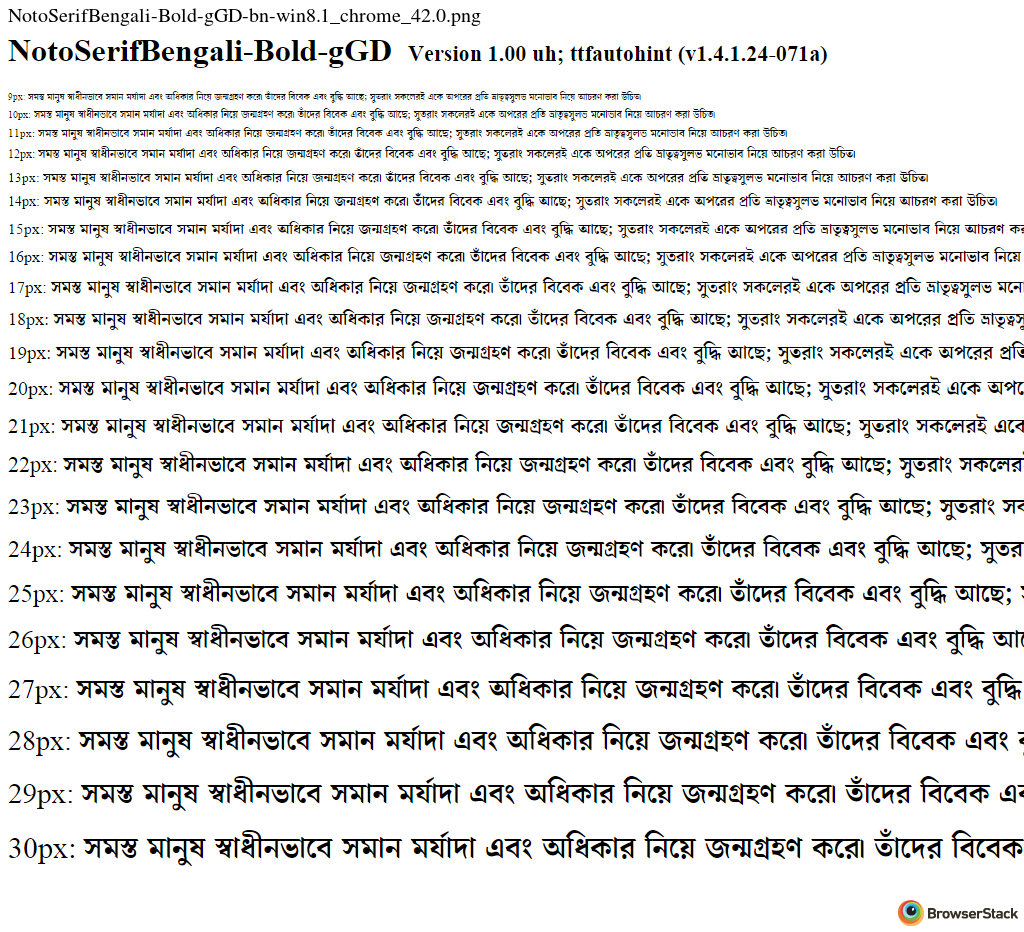 NotoSerifBengali-Bold-gGD-bn-win8.1_chrome_42.0.png
NotoSerifBengali-Bold-gGD Version 1.00 uh; ttfautohint (v1.4.1.24-071a)
9px: সমস্ত মানুষ স্বাধীনভাবে সমান মর্যাদা এবং অধিকার নিয়ে জন্মগ্রহণ করে। তাঁদের বিবেক এবং বুদ্ধি আছে; সুতরাং সকলেরই একে অপরের প্রতি ভ্রাতৃত্বসুলভ মনোভাব নিয়ে আচরণ করা উচিত।
10px: সমস্ত মানুষ স্বাধীনভাবে সমান মর্যাদা এবং অধিকার নিয়ে জন্মগ্রহণ করে। তাঁদের বিবেক এবং বুদ্ধি আছে; সুতরাং সকলেরই একে অপরের প্রতি ভ্রাতৃত্বসুলভ মনোভাব নিয়ে আচরণ করা উচিত।
11px: সমস্ত মানুষ স্বাধীনভাবে সমান মর্যাদা এবং অধিকার নিয়ে জন্মগ্রহণ করে। তাঁদের বিবেক এবং বুদ্ধি আছে; সুতরাং সকলেরই একে অপরের প্রতি ভ্রাতৃত্বসুলভ মনোভাব নিয়ে আচরণ করা উচিত।
12px: সমস্ত মানুষ স্বাধীনভাবে সমান মর্যাদা এবং অধিকার নিয়ে জন্মগ্রহণ করে। তাঁদের বিবেক এবং বুদ্ধি আছে; সুতরাং সকলেরই একে অপরের প্রতি ভ্রাতৃত্বসুলভ মনোভাব নিয়ে আচরণ করা উচিত।
13px: সমস্ত মানুষ স্বাধীনভাবে সমান মর্যাদা এবং অধিকার নিয়ে জন্মগ্রহণ করে। তাঁদের বিবেক এবং বুদ্ধি আছে; সুতরাং সকলেরই একে অপরের প্রতি ভ্রাতৃত্বসুলভ মনোভাব নিয়ে আচরণ করা উচিত।
14px: সমস্ত মানুষ স্বাধীনভাবে সমান মর্যাদা এবং অধিকার নিয়ে জন্মগ্রহণ করে। তাঁদের বিবেক এবং বুদ্ধি আছে; সুতরাং সকলেরই একে অপরের প্রতি ভ্রাতৃত্বসুলভ মনোভাব নিয়ে আচরণ করা উচিত।
15px: সমস্ত মানুষ স্বাধীনভাবে সমান মর্যাদা এবং অধিকার নিয়ে জন্মগ্রহণ করে। তাঁদের বিবেক এবং বুদ্ধি আছে; সুতরাং সকলেরই একে অপরের প্রতি ভ্রাতৃত্বসুলভ মনোভাব নিয়ে আচরণ
16px: সমস্ত মানুষ স্বাধীনভাবে সমান মর্যাদা এবং অধিকার নিয়ে জন্মগ্রহণ করে। তাঁদের বিবেক এবং বুদ্ধি আছে; সুতরাং সকলেরই একে অপরের প্রতি ভ্রাতৃত্বসুলভ মনোভাব নিয়ে
17px: সমস্ত মানুষ স্বাধীনভাবে সমান মর্যাদা এবং অধিকার নিয়ে জন্মগ্রহণ করে। তাঁদের বিবেক এবং বুদ্ধি আছে; সুতরাং সকলেরই একে অপরের প্রতি ভ্রাতৃত্বসুলভ মনো
18px: সমস্ত মানুষ স্বাধীনভাবে সমান মর্যাদা এবং অধিকার নিয়ে জন্মগ্রহণ করে। তাঁদের বিবেক এবং বুদ্ধি আছে; সুতরাং সকলেরই একে অপরের প্রতি ভ্রাতৃত্বসু
19px: সমস্ত মানুষ স্বাধীনভাবে সমান মর্যাদা এবং অধিকার নিয়ে জন্মগ্রহণ করে। তাঁদের বিবেক এবং বুদ্ধি আছে; সুতরাং সকলেরই একে অপরের প্রতি
20px: সমস্ত মানুষ স্বাধীনভাবে সমান মর্যাদা এবং অধিকার নিয়ে জন্মগ্রহণ করে। তাঁদের বিবেক এবং বুদ্ধি আছে; সুতরাং সকলেরই একে অপ
21px: সমস্ত মানুষ স্বাধীনভাবে সমান মর্যাদা এবং অধিকার নিয়ে জন্মগ্রহণ করে। তাঁদের বিবেক এবং বুদ্ধি আছে; সুতরাং সকলেরই একে
22px: সমস্ত মানুষ স্বাধীনভাবে সমান মর্যাদা এবং অধিকার নিয়ে জন্মগ্রহণ করে। তাঁদের বিবেক এবং বুদ্ধি আছে; সুতরাং সকলের
23px: সমস্ত মানুষ স্বাধীনভাবে সমান মর্যাদা এবং অধিকার নিয়ে জন্মগ্রহণ করে। তাঁদের বিবেক এবং বুদ্ধি আছে; সুতরাং সক
24px: সমস্ত মানুষ স্বাধীনভাবে সমান মর্যাদা এবং অধিকার নিয়ে জন্মগ্রহণ করে। তাঁদের বিবেক এবং বুদ্ধি আছে; সুতর
25px: সমস্ত মানুষ স্বাধীনভাবে সমান মর্যাদা এবং অধিকার নিয়ে জন্মগ্রহণ করে। তাঁদের বিবেক এবং বুদ্ধি আছে;
26px: সমস্ত মানুষ স্বাধীনভাবে সমান মর্যাদা এবং অধিকার নিয়ে জন্মগ্রহণ করে। তাঁদের বিবেক এবং বুদ্ধি আ
27px: সমস্ত মানুষ স্বাধীনভাবে সমান মর্যাদা এবং অধিকার নিয়ে জন্মগ্রহণ করে। তাঁদের বিবেক এবং বুদ্ধি
28px: সমস্ত মানুষ স্বাধীনভাবে সমান মর্যাদা এবং অধিকার নিয়ে জন্মগ্রহণ করে। তাঁদের বিবেক এবং
29px: সমস্ত মানুষ স্বাধীনভাবে সমান মর্যাদা এবং অধিকার নিয়ে জন্মগ্রহণ করে। তাঁদের বিবেক এব
30px: সমস্ত মানুষ স্বাধীনভাবে সমান মর্যাদা এবং অধিকার নিয়ে জন্মগ্রহণ করে। তাঁদের বিবেক
BrowserStack